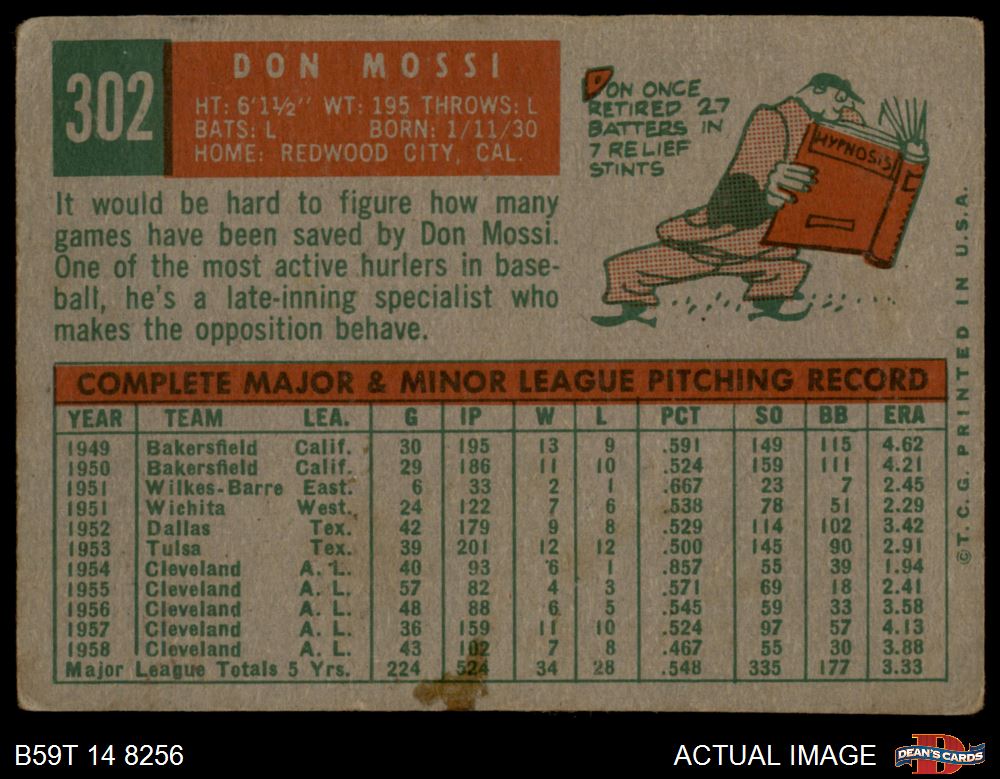 302
DON MOSSI
HT: 6'1½" WT: 195 THROWS: L
BATS: L BORN: 1/11/30
HOME: REDWOOD CITY, CAL.
DON ONCE
RETIRED 27
BATTERS IN
7 RELIEF
STINTS
HYPNOSIS
It would be hard to figure how many
games have been saved by Don Mossi.
One of the most active hurlers in base-
ball, he's a late-inning specialist who
makes the opposition behave.
COMPLETE MAJOR & MINOR LEAGUE PITCHING RECORD
YEAR TEAM LEA. G IP W L PCT SO BB ERA
1949 Bakersfield Calif. 30 195 13 9 .591 149 115 4.62
1950 Bakersfield Calif. 29 186 11 10 .524 159 111 4.21
1951 Wilkes-Barre East. 6 33 2 1 .667 23 7 2.45
1951 Wichita West. 24 122 7 6 .538 78 51 2.29
1952 Dallas Tex. 42 179 9 8 .529 114 102 3.42
1953 Tulsa Tex. 39 201 12 12 .500 145 90 2.91
1954 Cleveland A. L. 40 93 6 1 .857 55 39 1.94
1955 Cleveland A. L. 57 82 4 3 .571 69 18 2.41
1956 Cleveland A. L. 48 88 6 5 .545 59 33 3.58
1957 Cleveland A. L. 36 159 11 10 .524 97 57 4.13
1958 Cleveland A. L. 43 102 7 8 .467 55 30 3.88
Major League Totals 5 Yrs. 224 524 34 28 .548 335 177 3.33
©T.C.G. PRINTED IN U.S.A.
B59T 14 8256
ACTUAL IMAGE
DEAN'S CARDS